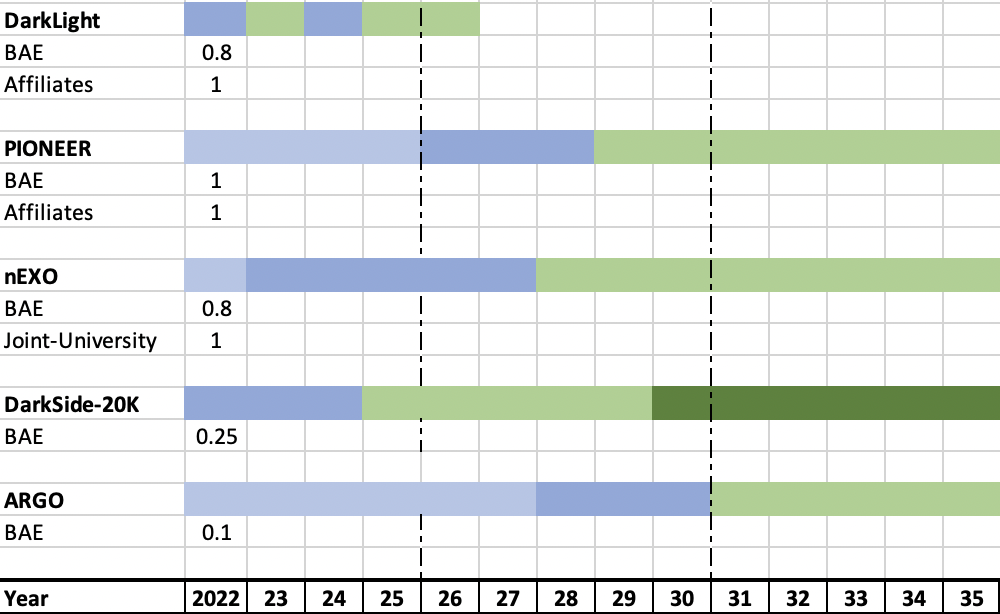 DarkLight
BAE 0.8
Affiliates 1
PIONEER
BAE 1
Affiliates 1
nEXO
BAE 0.8
Joint-University 1
DarkSide-20K
BAE 0.25
ARGO
BAE 0.1
Year 2022 23 24 25 26 27 28 29 30 31 32 33 34 35